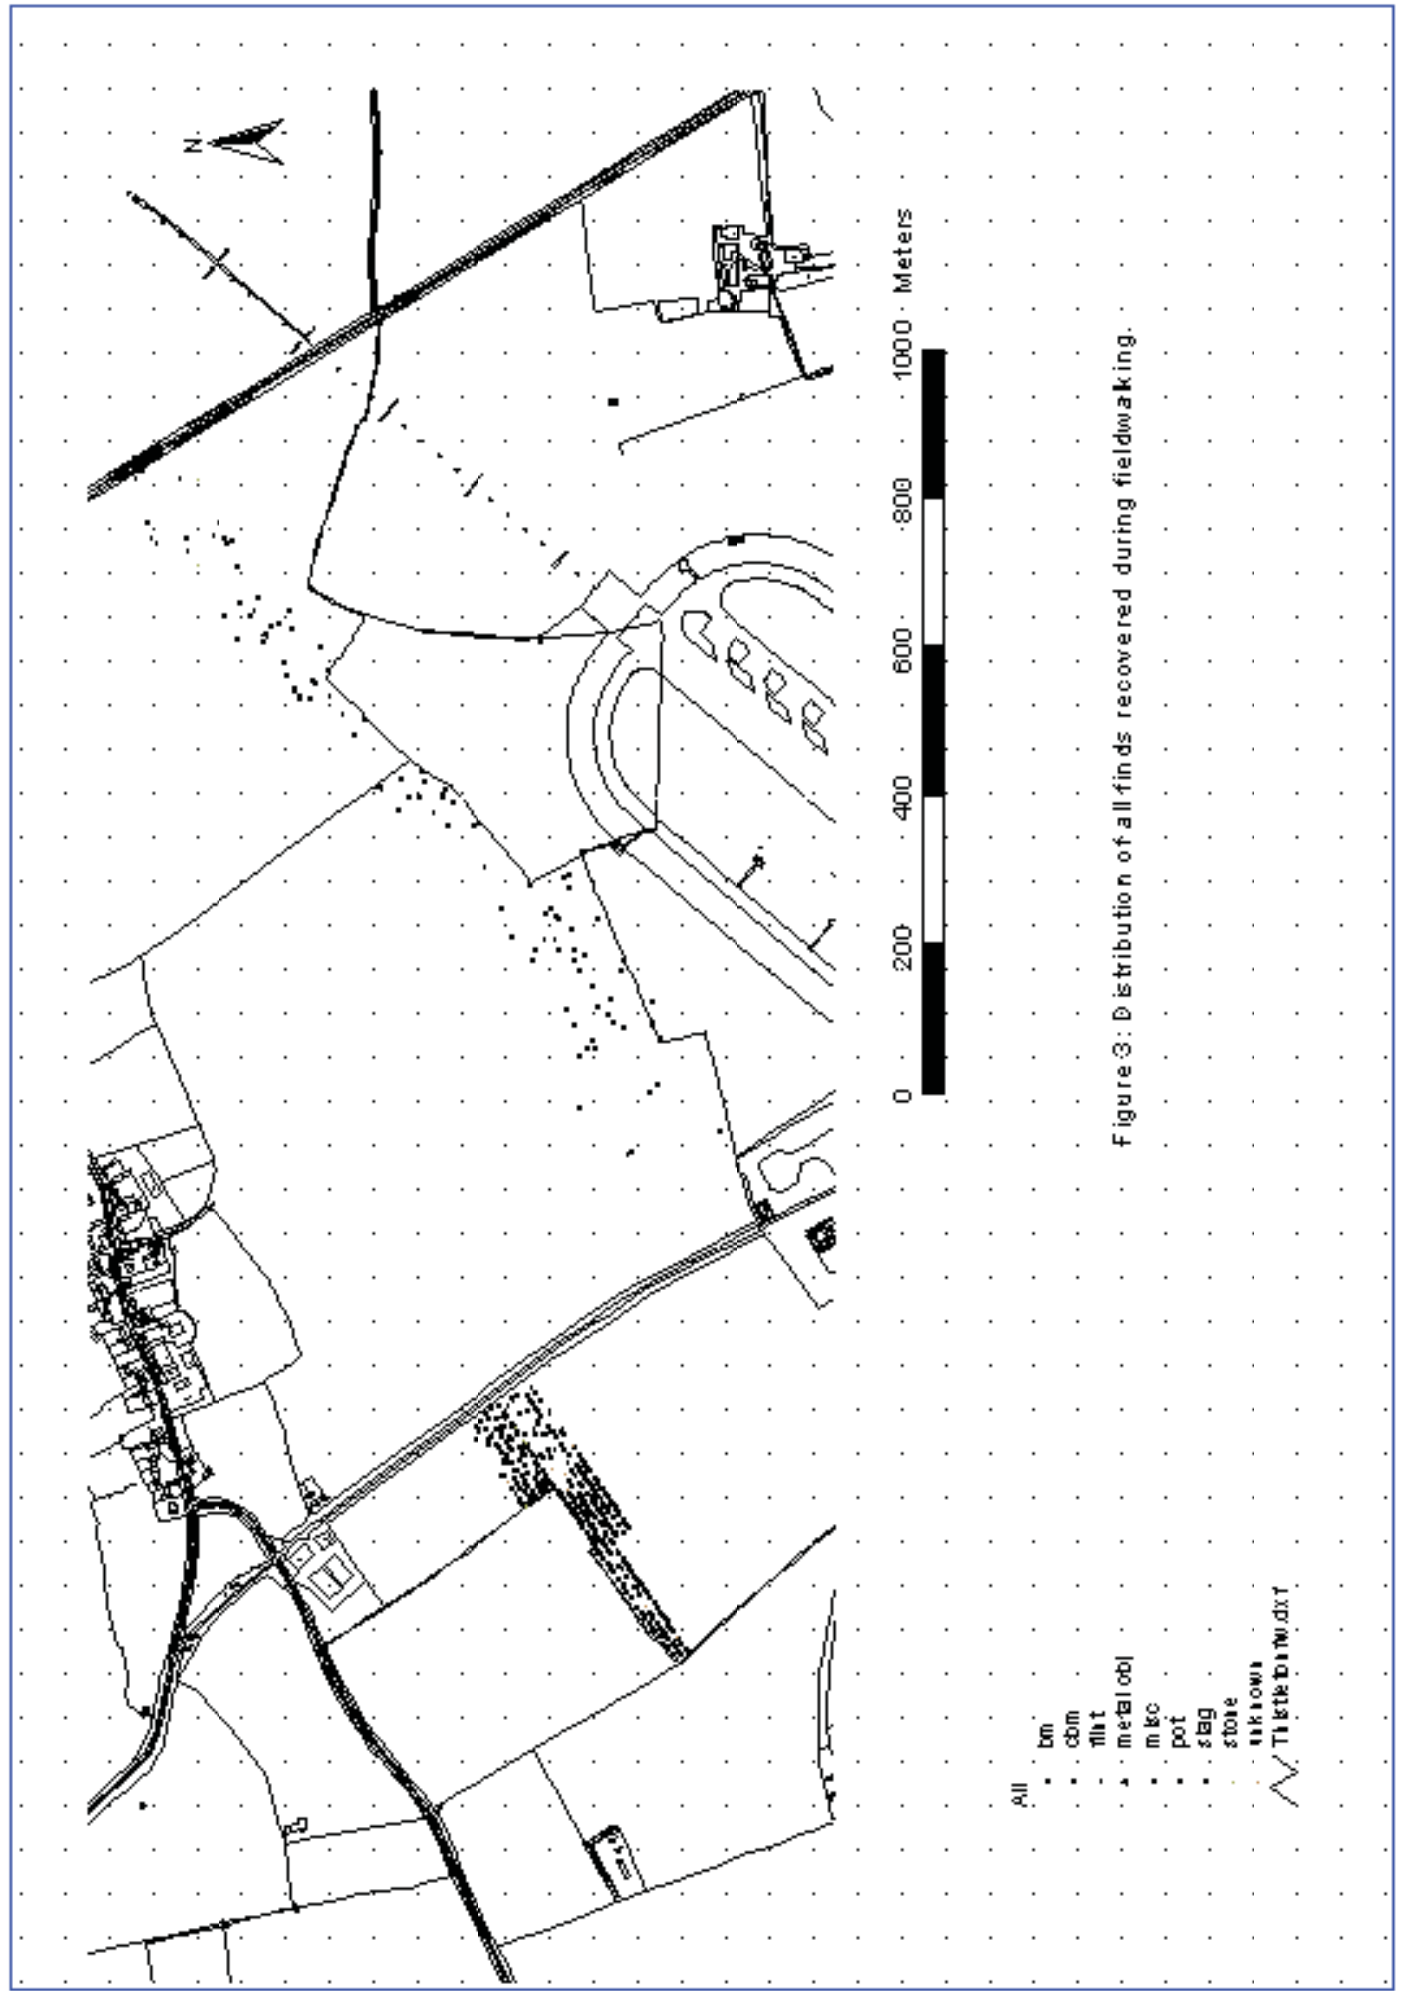 N
0 200 400 600 800 1000 Meters
Figure 3: Distribution of all finds recovered during fieldwaking.
All
bm
cbm
flint
metal obj
misc
pot
slag
stone
unknown